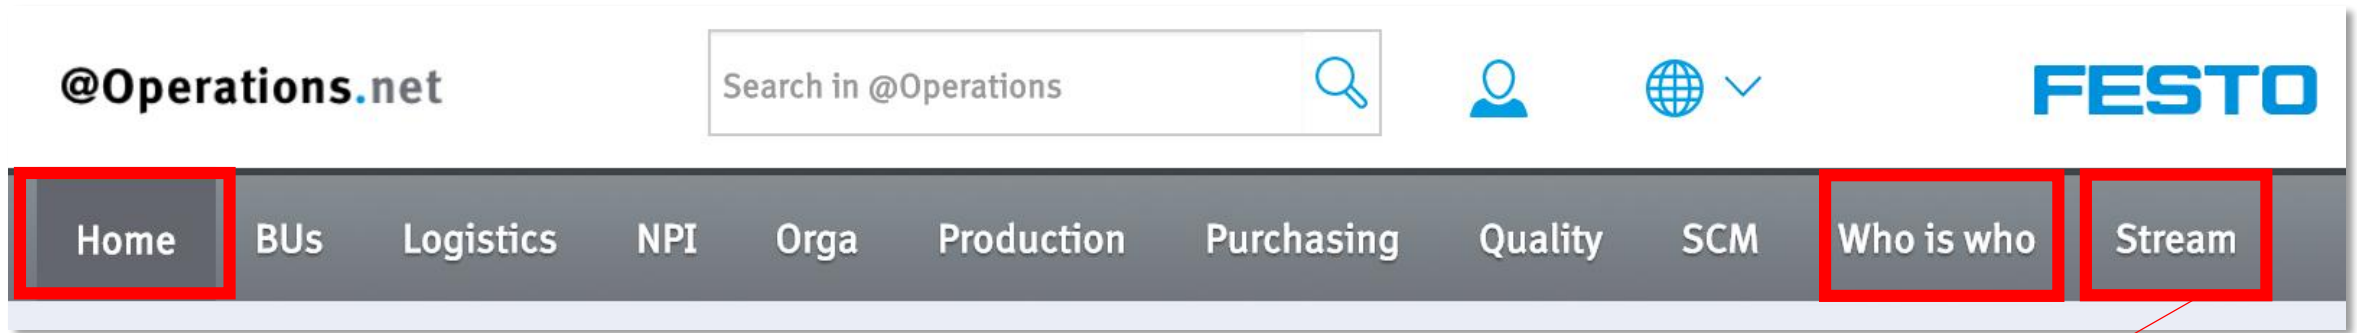 @Operations.net Search in @Operations FESTO
Home BUs Logistics NPI Orga Production Purchasing Quality SCM Who is who Stream